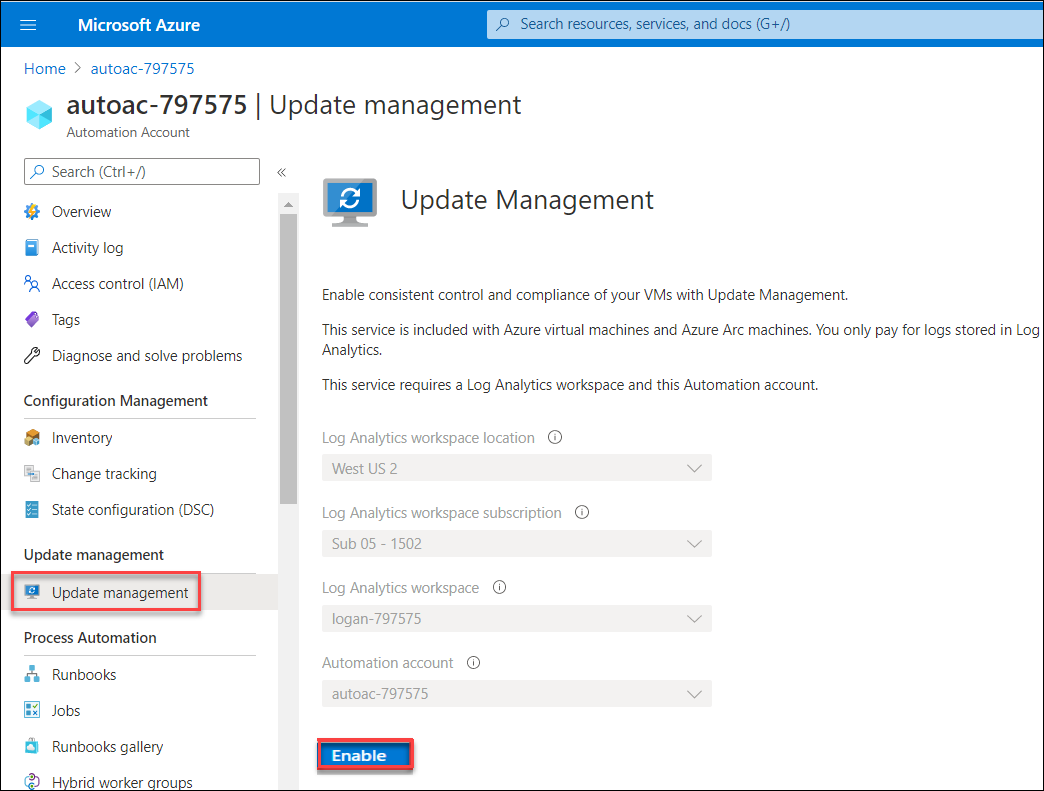 Microsoft Azure
Search resources, services, and docs (G+/)
Home > autoac-797575
autoac-797575 | Update management
Automation Account
Search (Ctrl+/)
«
Overview
Activity log
Access control (IAM)
Tags
Diagnose and solve problems
Configuration Management
Inventory
Change tracking
State configuration (DSC)
Update management
Update management
Process Automation
Runbooks
Jobs
Runbooks gallery
Hybrid worker groups
Update Management
Enable consistent control and compliance of your VMs with Update Management.
This service is included with Azure virtual machines and Azure Arc machines. You only pay for logs stored in Log
Analytics.
This service requires a Log Analytics workspace and this Automation account.
Log Analytics workspace location
West US 2
Log Analytics workspace subscription
Sub 05 - 1502
Log Analytics workspace
logan-797575
Automation account
autoac-797575
Enable